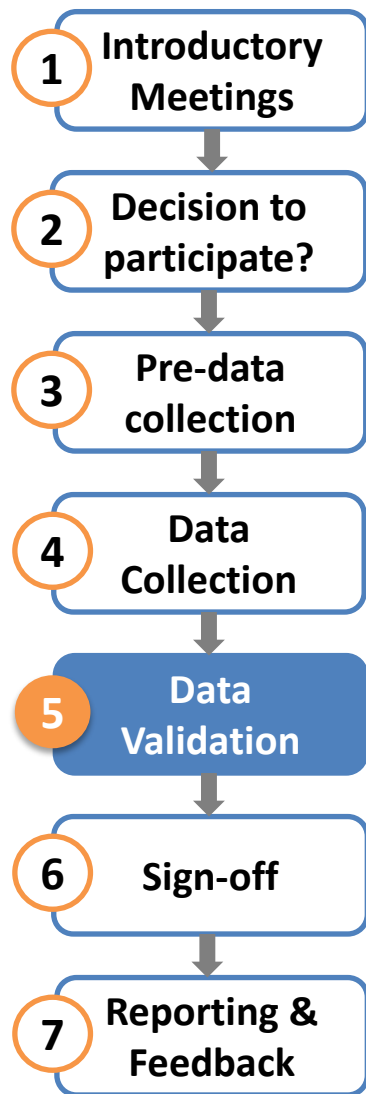 1
Introductory
Meetings
2
Decision to
participate?
3
Pre-data
collection
4
Data
Collection
5
Data
Validation
6
Sign-off
7
Reporting &
Feedback